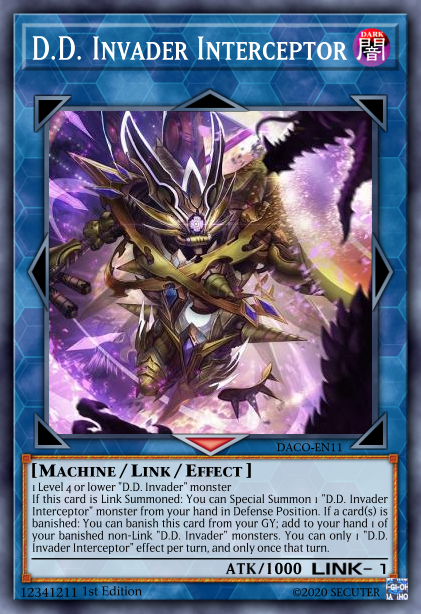 D.D. INVADER INTERCEPTOR
DARK
闇
DACO-EN11
[MACHINE / LINK / EFFECT]
1 Level 4 or lower "D.D. Invader" monster
If this card is Link Summoned: You can Special Summon 1 "D.D. Invader
Interceptor" monster from your hand in Defense Position. If a card(s) is
banished: You can banish this card from your GY; add to your hand 1 of
your banished non-Link "D.D. Invader" monsters. You can only 1 "D.D.
Invader Interceptor" effect per turn, and only once that turn.
ATK/1000 LINK- 1
12341211 1st Edition
©2020 SECUTER